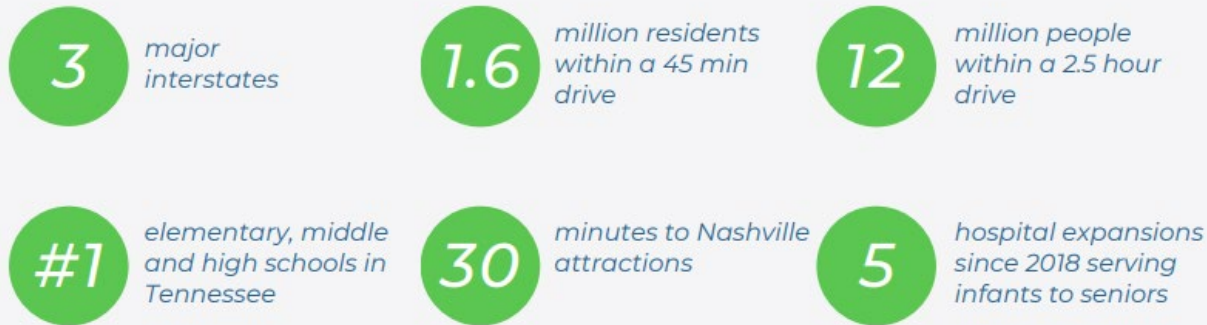 3
major
interstates
1.6
million residents
within a 45 min
drive
12
million people
within a 2.5 hour
drive
#1
elementary, middle
and high schools in
Tennessee
30
minutes to Nashville
attractions
5
hospital expansions
since 2018 serving
infants to seniors